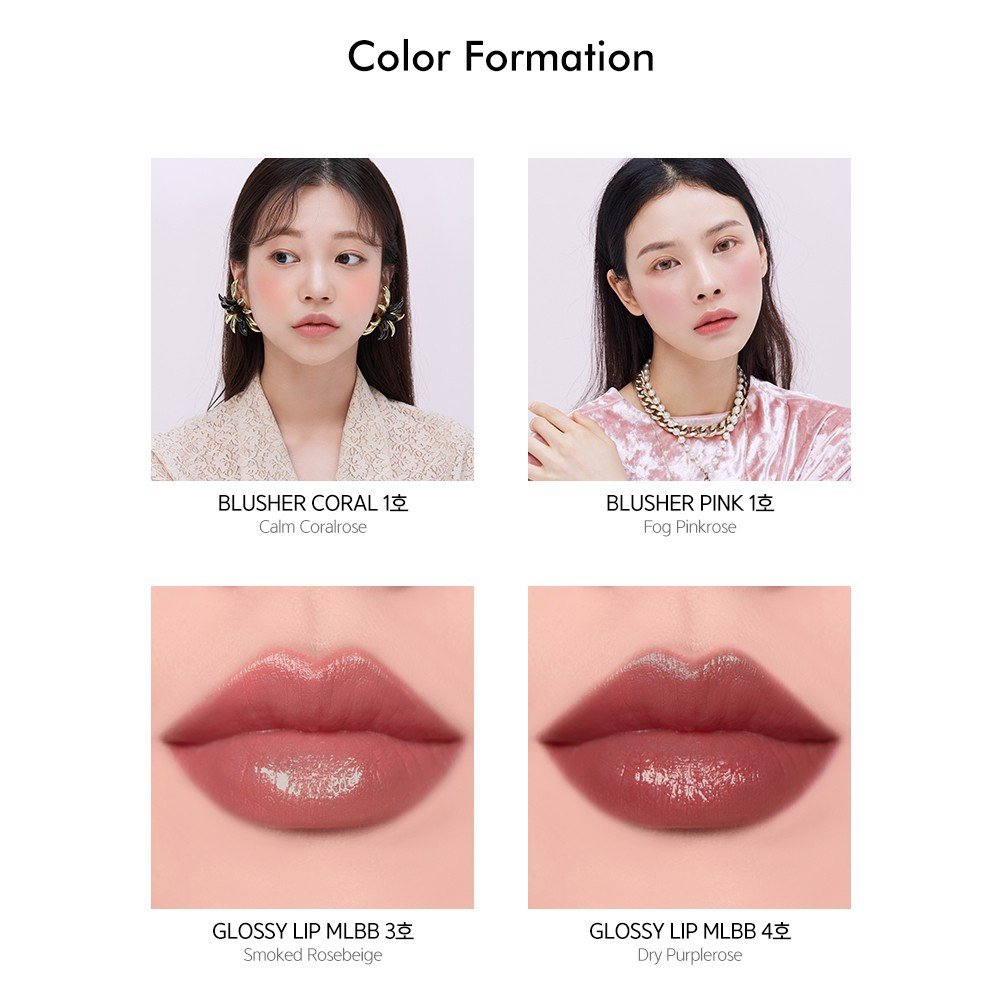 Color Formation
BLUSHER CORAL 1호
Calm Coralrose
BLUSHER PINK 1호
Fog Pinkrose
GLOSSY LIP MLBB 3호
Smoked Rosebeige
GLOSSY LIP MLBB 4호
Dry Purplerose